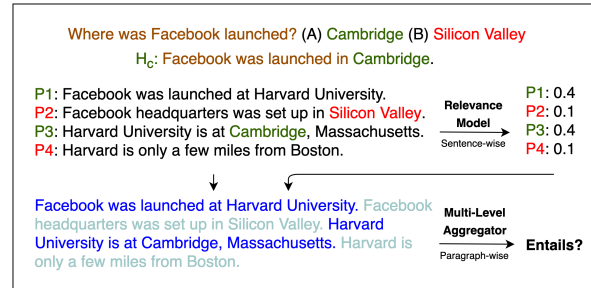 Where was Facebook launched? (A) Cambridge (B) Silicon Valley
Hc: Facebook was launched in Cambridge.
P1: Facebook was launched at Harvard University.
P2: Facebook headquarters was set up in Silicon Valley.
P3: Harvard University is at Cambridge, Massachusetts.
P4: Harvard is only a few miles from Boston.
Relevance
Model
Sentence-wise
P1: 0.4
P2: 0.1
P3: 0.4
P4: 0.1
Facebook was launched at Harvard University. Facebook
headquarters was set up in Silicon Valley. Harvard
University is at Cambridge, Massachusetts. Harvard is
only a few miles from Boston.
Multi-Level
Aggregator
Paragraph-wise
Entails?